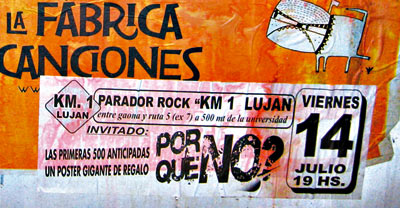 LA FÁBRICA
CANCIONES
KM. 1
LUJAN
PARADOR ROCK "KM 1 LUJAN
entre gaona y ruta 5 (ex 7) a 500 mt de la universidad
INVITADO:
LAS PRIMERAS 500 ANTICIPADAS
UN POSTER GIGANTE DE REGALO
POR
QUE NO?
VIERNES
14
JULIO
19 HS.